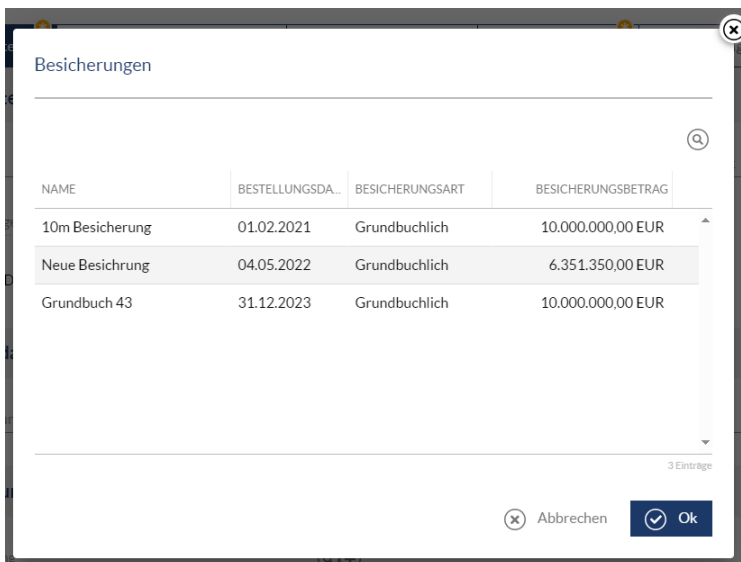 Besicherungen
NAME BESTELLUNGSDA... BESICHERUNGSART BESICHERUNGSBETRAG
10m Besicherung 01.02.2021 Grundbuchlich 10.000.000,00 EUR
Neue Besichrung 04.05.2022 Grundbuchlich 6.351.350,00 EUR
Grundbuch 43 31.12.2023 Grundbuchlich 10.000.000,00 EUR
3 Einträge
Abbrechen Ok